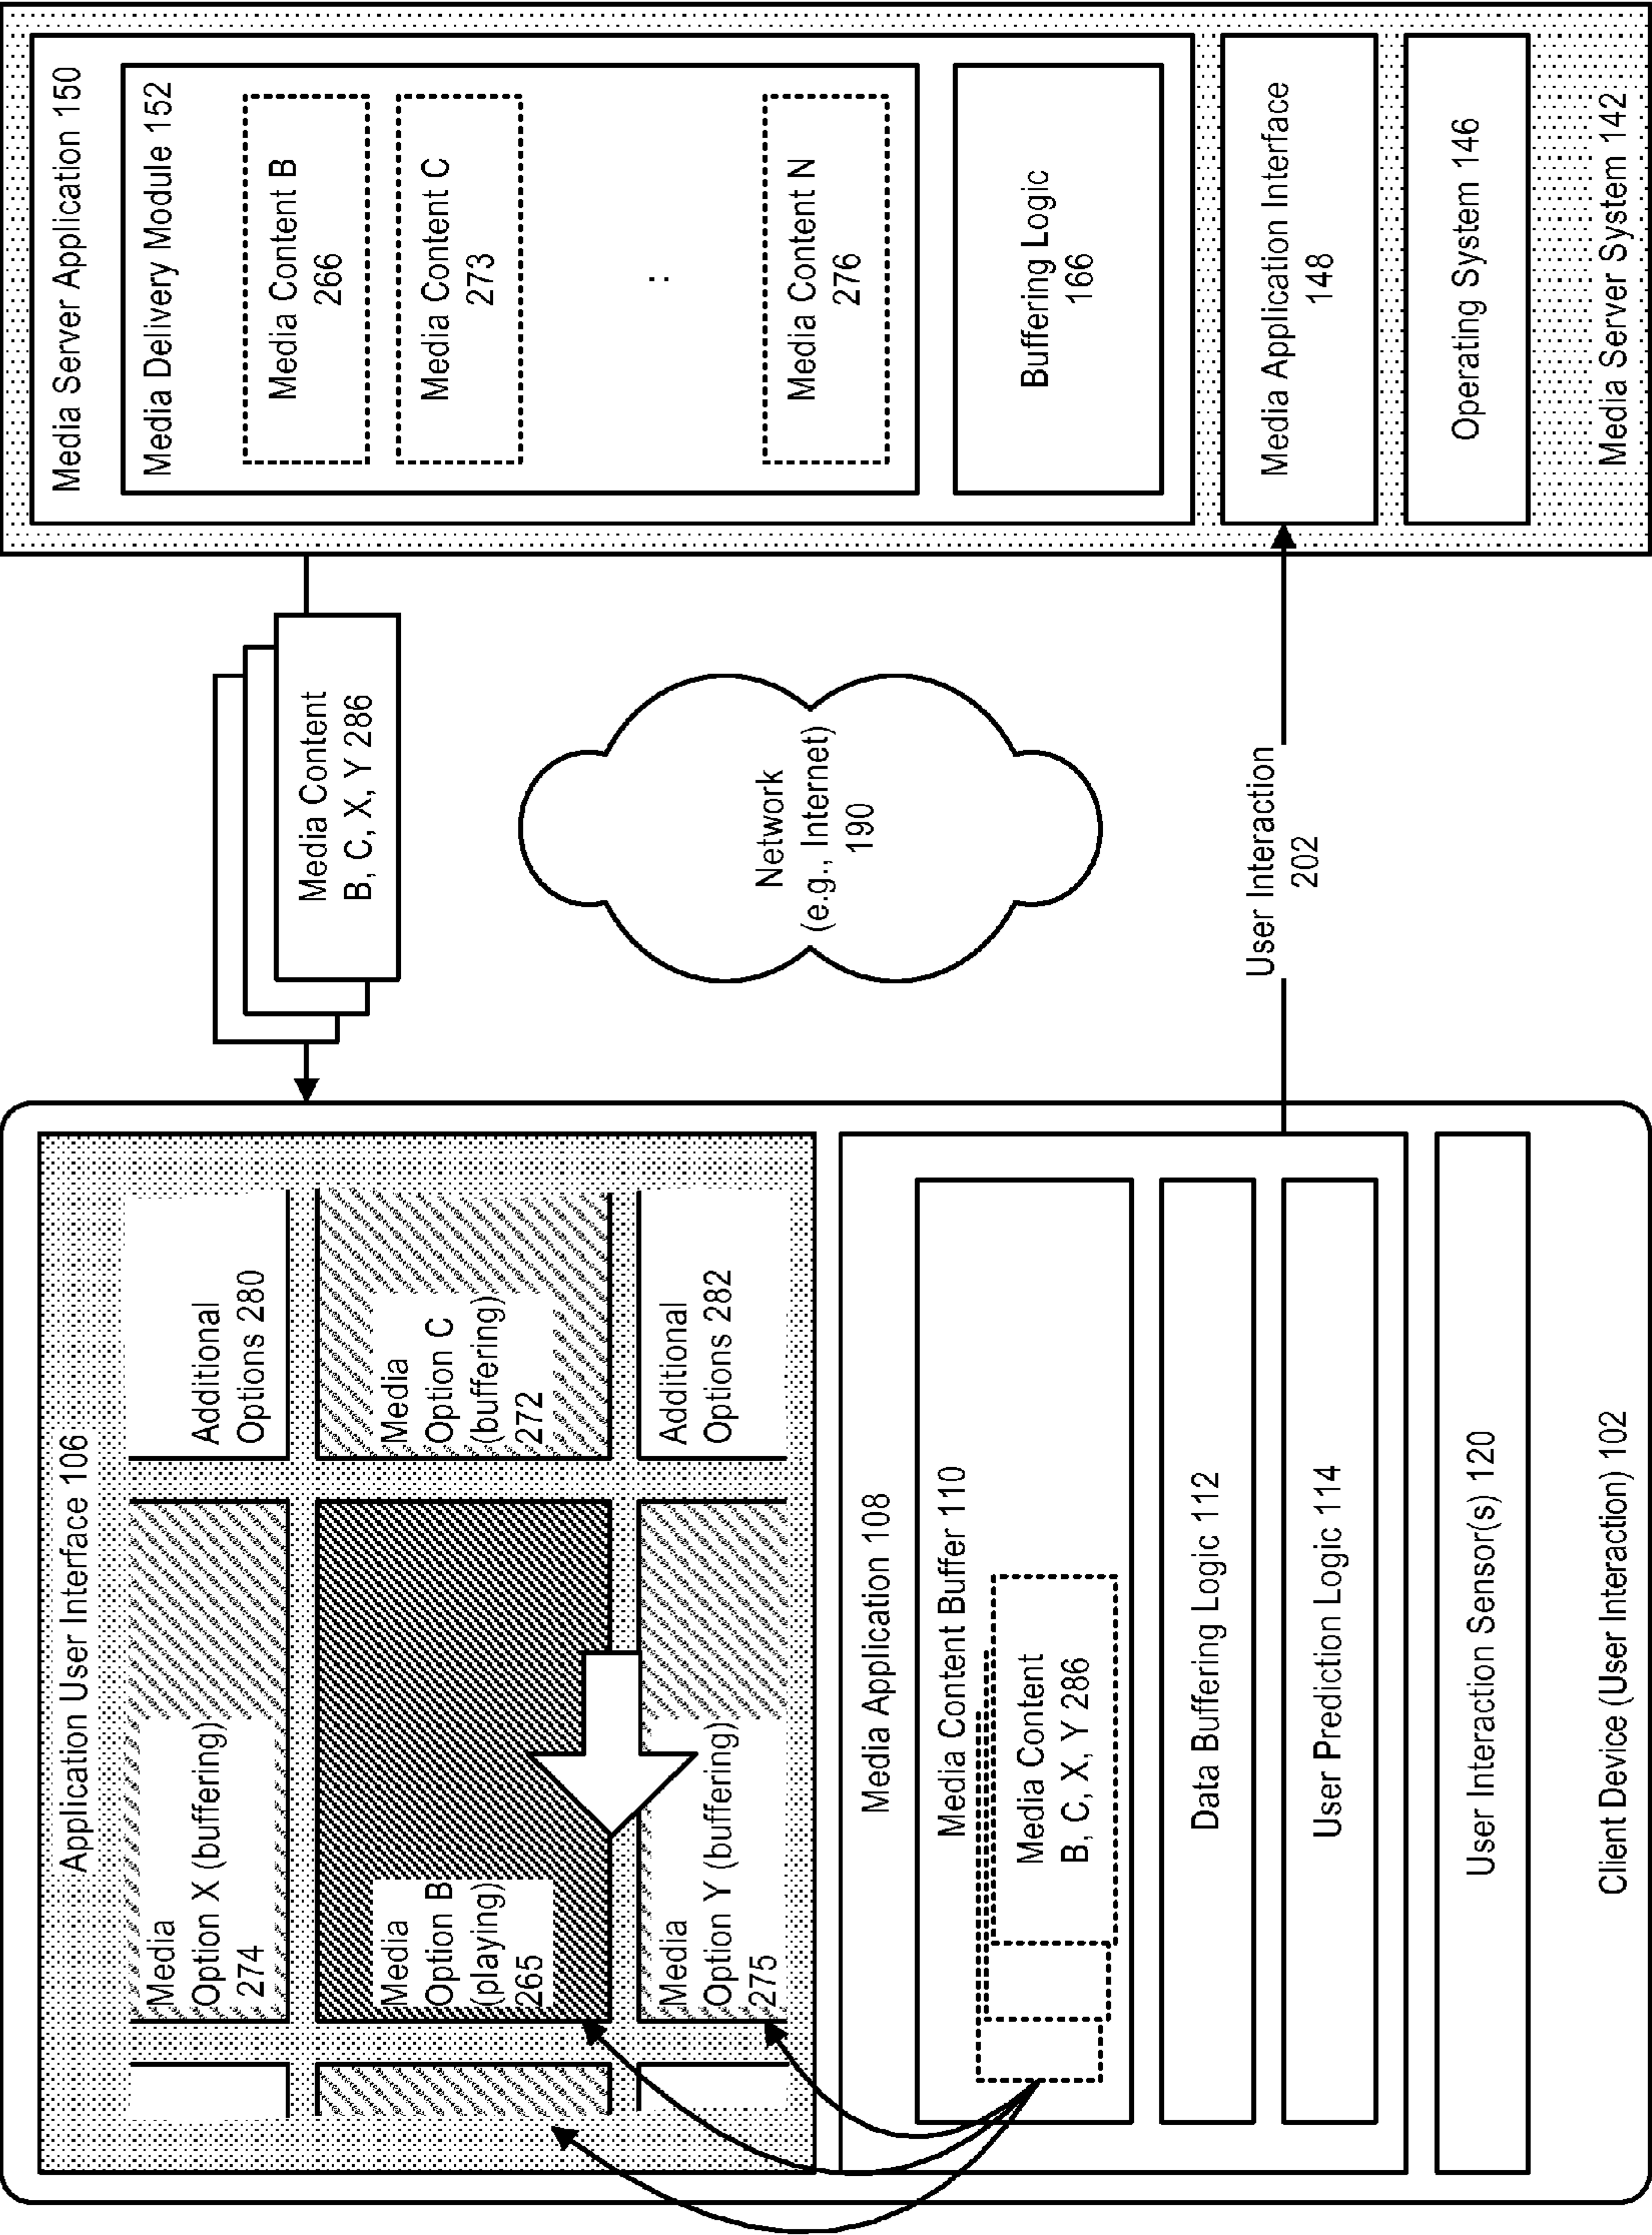 Application User Interface 106
Media
Option X (buffering)
274
Additional
Options 280
Media
Option B
(playing)
265
Media
Option C
(buffering)
272
Media
Option Y (buffering)
275
Additional
Options 282
Media Application 108
Media Content Buffer 110
Media Content
B, C, X, Y 286
Data Buffering Logic 112
User Prediction Logic 114
User Interaction Sensor(s) 120
Client Device (User Interaction) 102
Media Content
B, C, X, Y 286
Network
(e.g., Internet)
190
User Interaction
202
Media Server Application 150
Media Delivery Module 152
Media Content B
266
Media Content C
273
..
Media Content N
276
Buffering Logic
166
Media Application Interface
148
Operating System 146
Media Server System 142